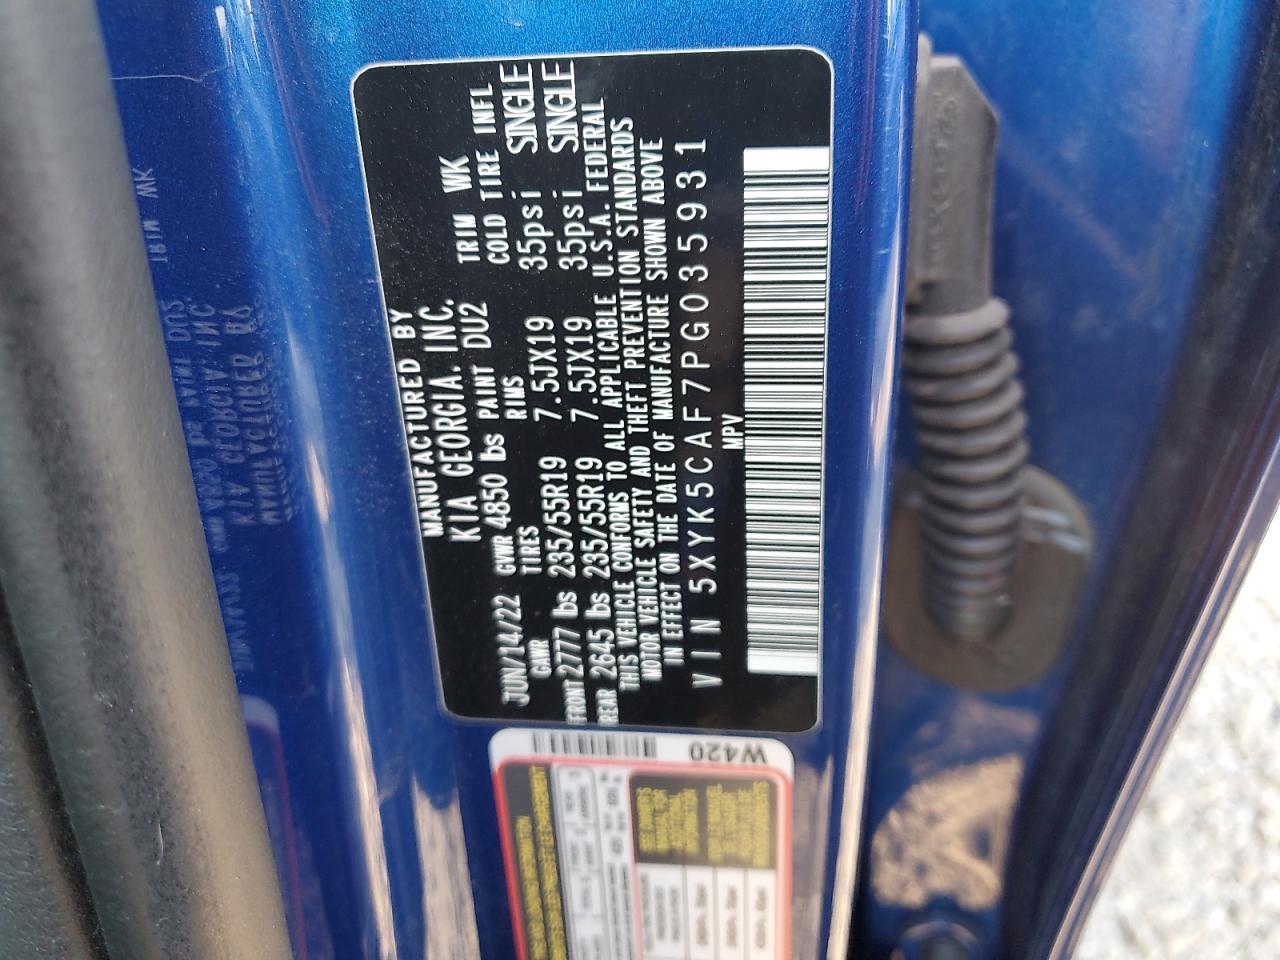 MANUFACTURED BY
KIA GEORGIA. INC.
JUN/14/22 GVWR 4850 lbs PAINT DU2 TRIM WK
GAWR TIRES RIMS COLD TIRE INFL
FRONT 2777 lbs 235/55R19 7.5JX19 35psi SINGLE
REAR 2645 lbs 235/55R19 7.5JX19 35psi SINGLE
THIS VEHICLE CONFORMS TO ALL APPLICABLE U.S.A. FEDERAL
MOTOR VEHICLE SAFETY AND THEFT PREVENTION STANDARDS
IN EFFECT ON THE DATE OF MANUFACTURE SHOWN ABOVE
VIN 5XYK5CAF7PG035931
MPV
W420